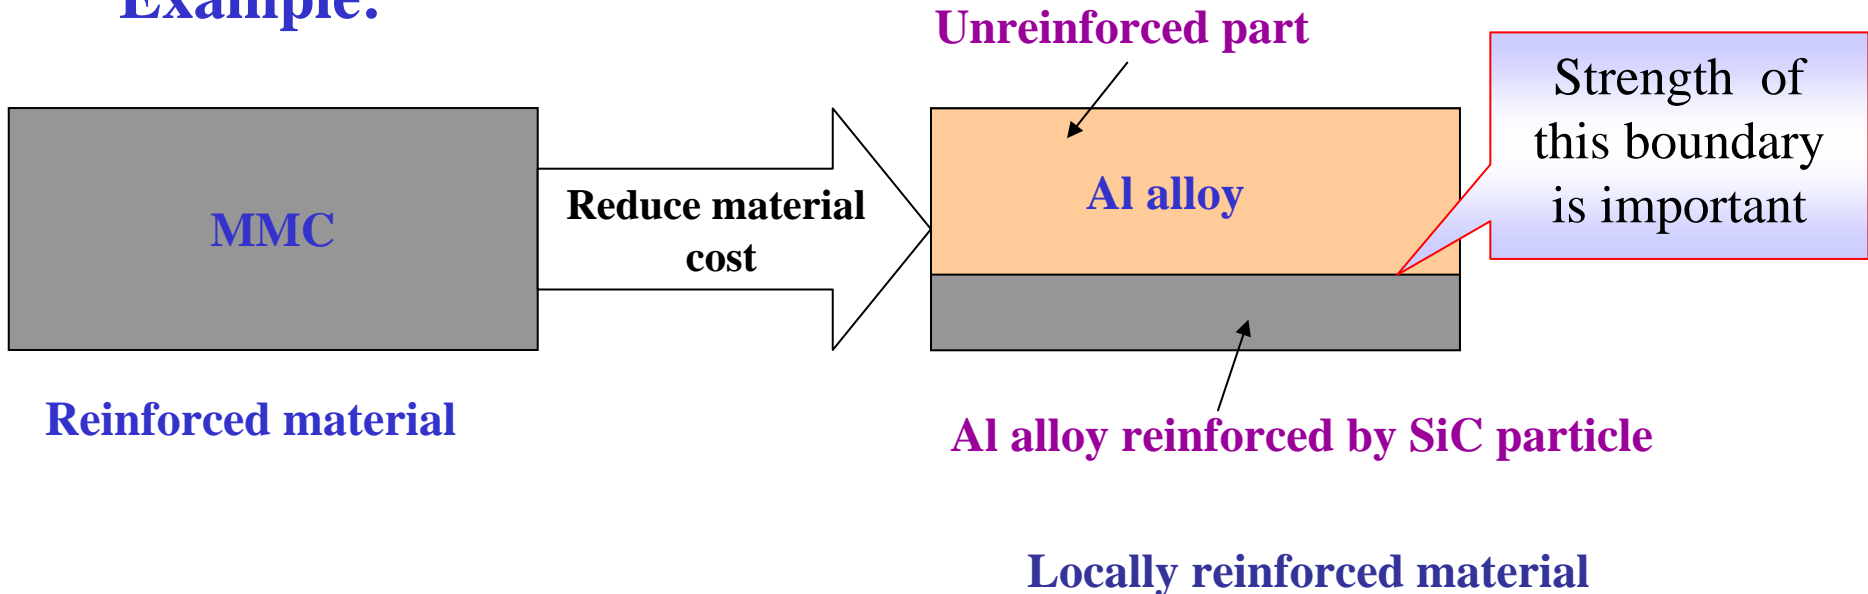 Example:
Unreinforced part
Strength of
this boundary
is important
MMC
Reduce material
cost
Al alloy
Reinforced material
Al alloy reinforced by SiC particle
Locally reinforced material